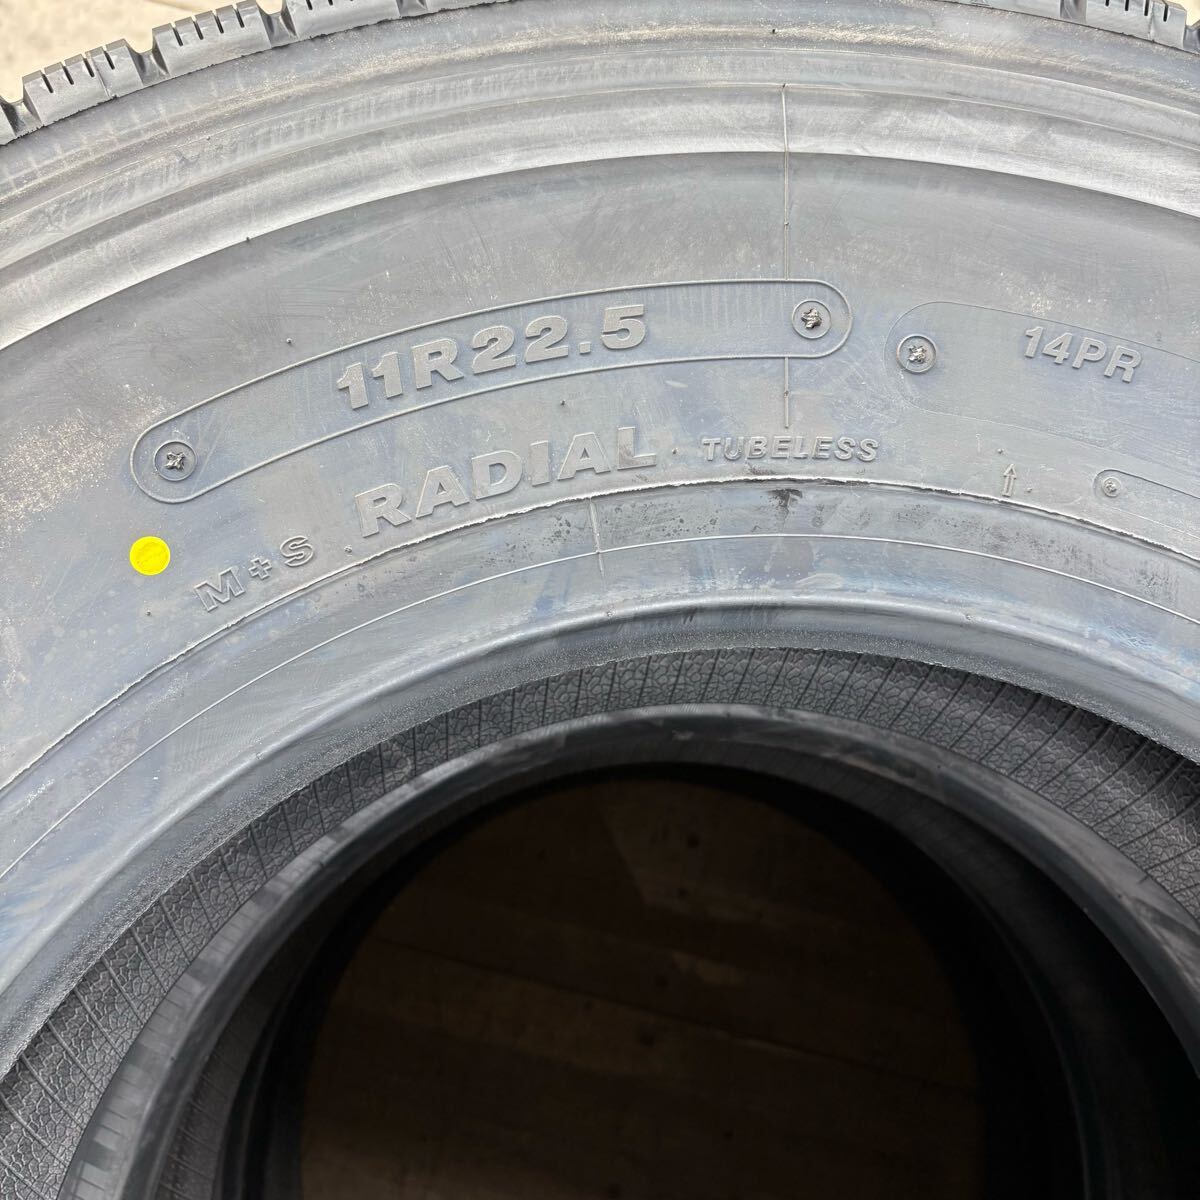 11R22.5
14PR
M+S RADIAL TUBELESS